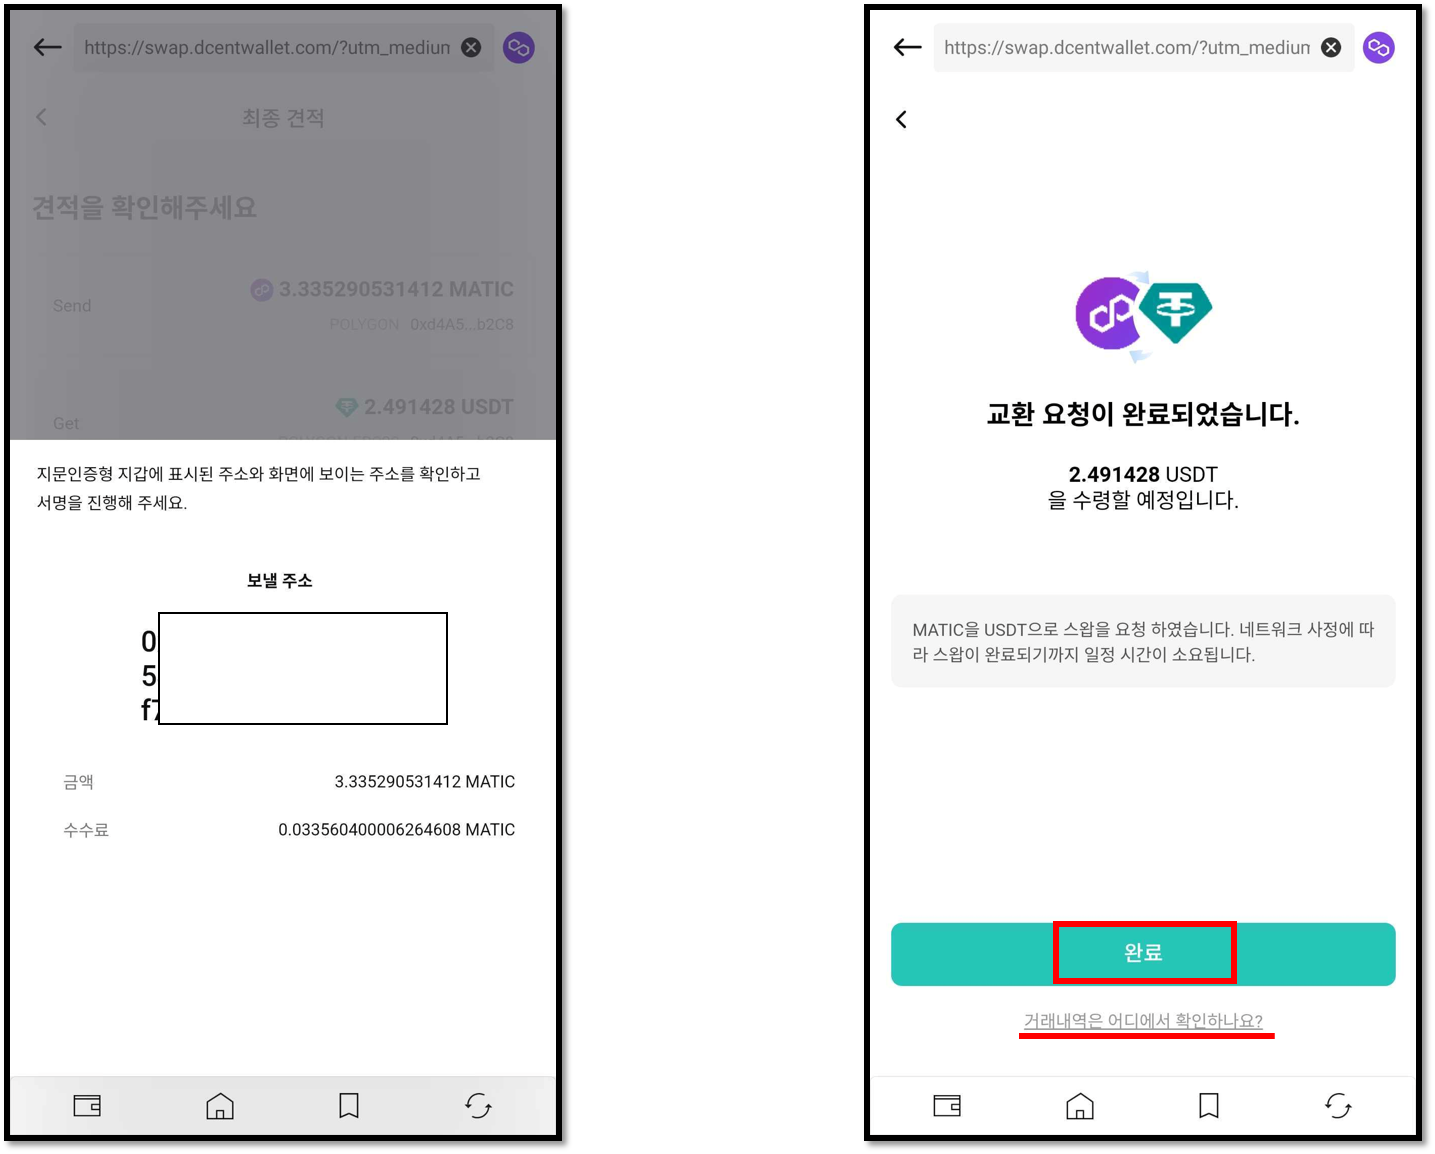 https://swap.dcentwallet.com/?utm_mediun
최종 견적
견적을 확인해주세요
Send
3.335290531412 MATIC
POLYGON 0xd4A5...b2C8
Get
2.491428 USDT
지문인증형 지갑에 표시된 주소와 화면에 보이는 주소를 확인하고
서명을 진행해 주세요.
보낼 주소
0
5
f7
금액 3.335290531412 MATIC
수수료 0.033560400006264608 MATIC
https://swap.dcentwallet.com/?utm_mediun
교환 요청이 완료되었습니다.
2.491428 USDT
을 수령할 예정입니다.
MATIC을 USDT으로 스왑을 요청 하였습니다. 네트워크 사정에 따
라 스왑이 완료되기까지 일정 시간이 소요됩니다.
완료
거래내역은 어디에서 확인하나요?